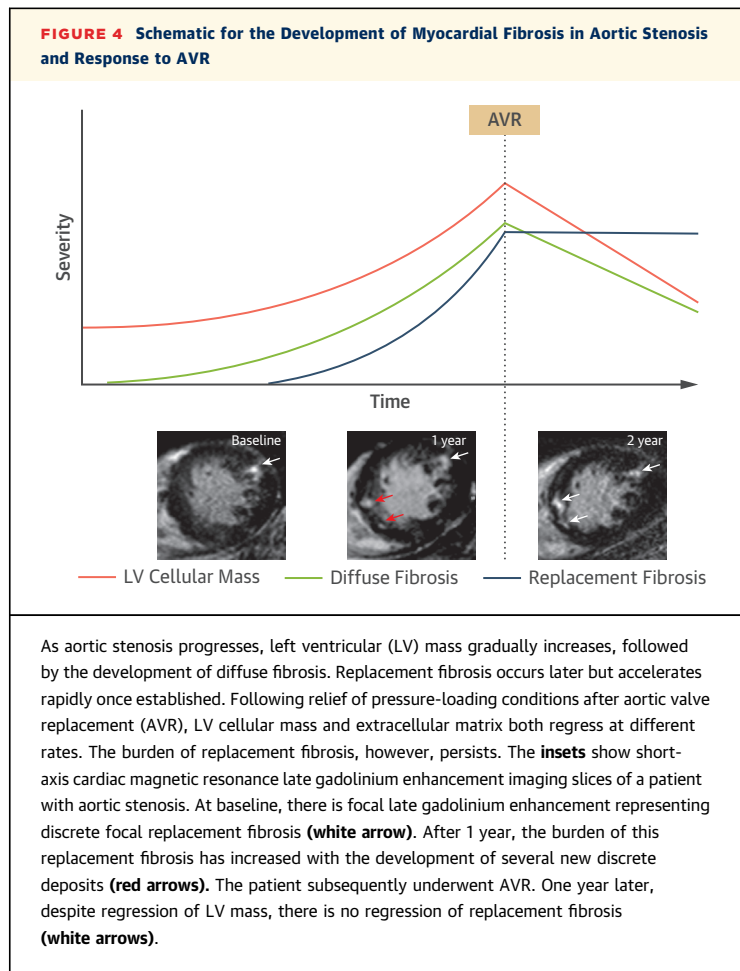 FIGURE 4 Schematic for the Development of Myocardial Fibrosis in Aortic Stenosis
and Response to AVR
AVR
Severity
Time
Baseline
1 year
2 year
LV Cellular Mass
Diffuse Fibrosis
Replacement Fibrosis
As aortic stenosis progresses, left ventricular (LV) mass gradually increases, followed
by the development of diffuse fibrosis. Replacement fibrosis occurs later but accelerates
rapidly once established. Following relief of pressure-loading conditions after aortic valve
replacement (AVR), LV cellular mass and extracellular matrix both regress at different
rates. The burden of replacement fibrosis, however, persists. The insets show short-
axis cardiac magnetic resonance late gadolinium enhancement imaging slices of a patient
with aortic stenosis. At baseline, there is focal late gadolinium enhancement representing
discrete focal replacement fibrosis (white arrow). After 1 year, the burden of this
replacement fibrosis has increased with the development of several new discrete
deposits (red arrows). The patient subsequently underwent AVR. One year later,
despite regression of LV mass, there is no regression of replacement fibrosis
(white arrows).